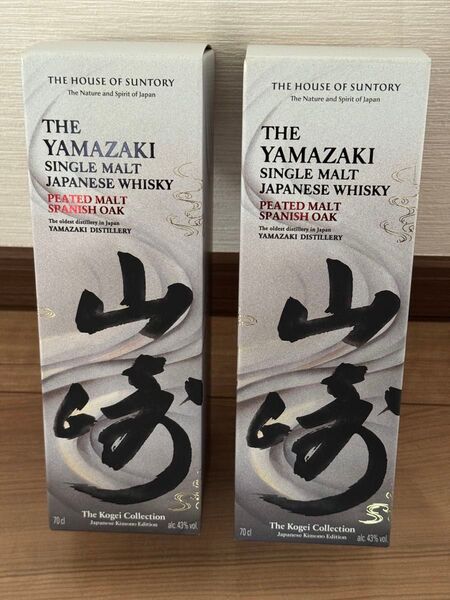 THE HOUSE OF SUNTORY
The Nature and Spirit of Japan
THE
YAMAZAKI
SINGLE MALT
JAPANESE WHISKY
PEATED MALT
SPANISH OAK
The oldest distillery in Japan
YAMAZAKI DISTILLERY
山
崎
The Kogei Collection
Japanese Kimono Edition
70 cl
alc. 43% vol.
THE HOUSE OF SUNTORY
The Nature and Spirit of Japan
THE
YAMAZAKI
SINGLE MALT
JAPANESE WHISKY
PEATED MALT
SPANISH OAK
The oldest distillery in Japan
YAMAZAKI DISTILLERY
山
崎
The Kogei Collection
Japanese Kimono Edition
70 cl
alc. 43% vol.